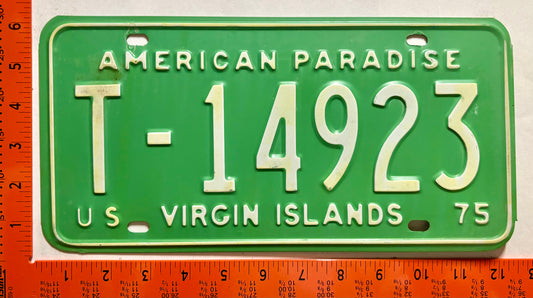 AMERICAN PARADISE
T-14923
US VIRGIN ISLANDS 75